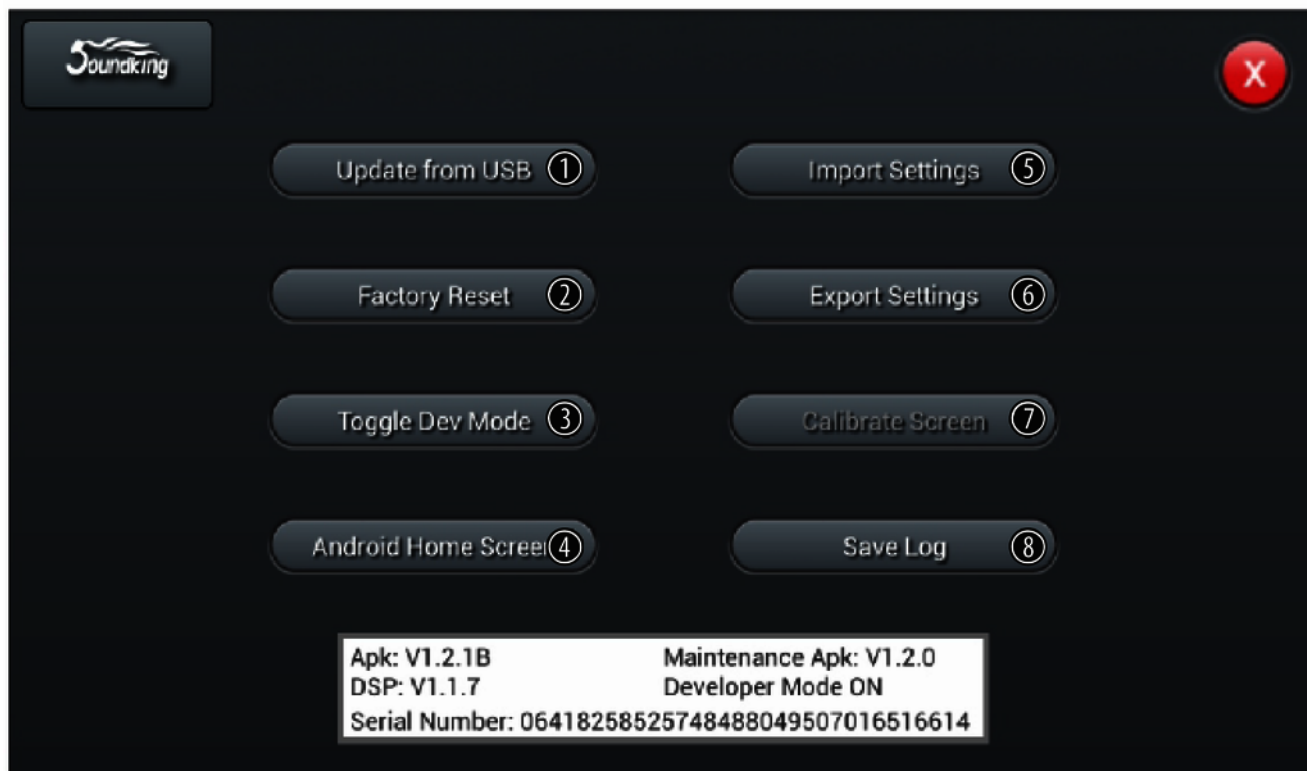 Soundking
X
Update from USB ①
Import Settings ⑤
Factory Reset ②
Export Settings ⑥
Toggle Dev Mode ③
Calibrate Screen ⑦
Android Home Screen ④
Save Log ⑧
Apk: V1.2.1B Maintenance Apk: V1.2.0
DSP: V1.1.7 Developer Mode ON
Serial Number: 06418258525748488049507016516614